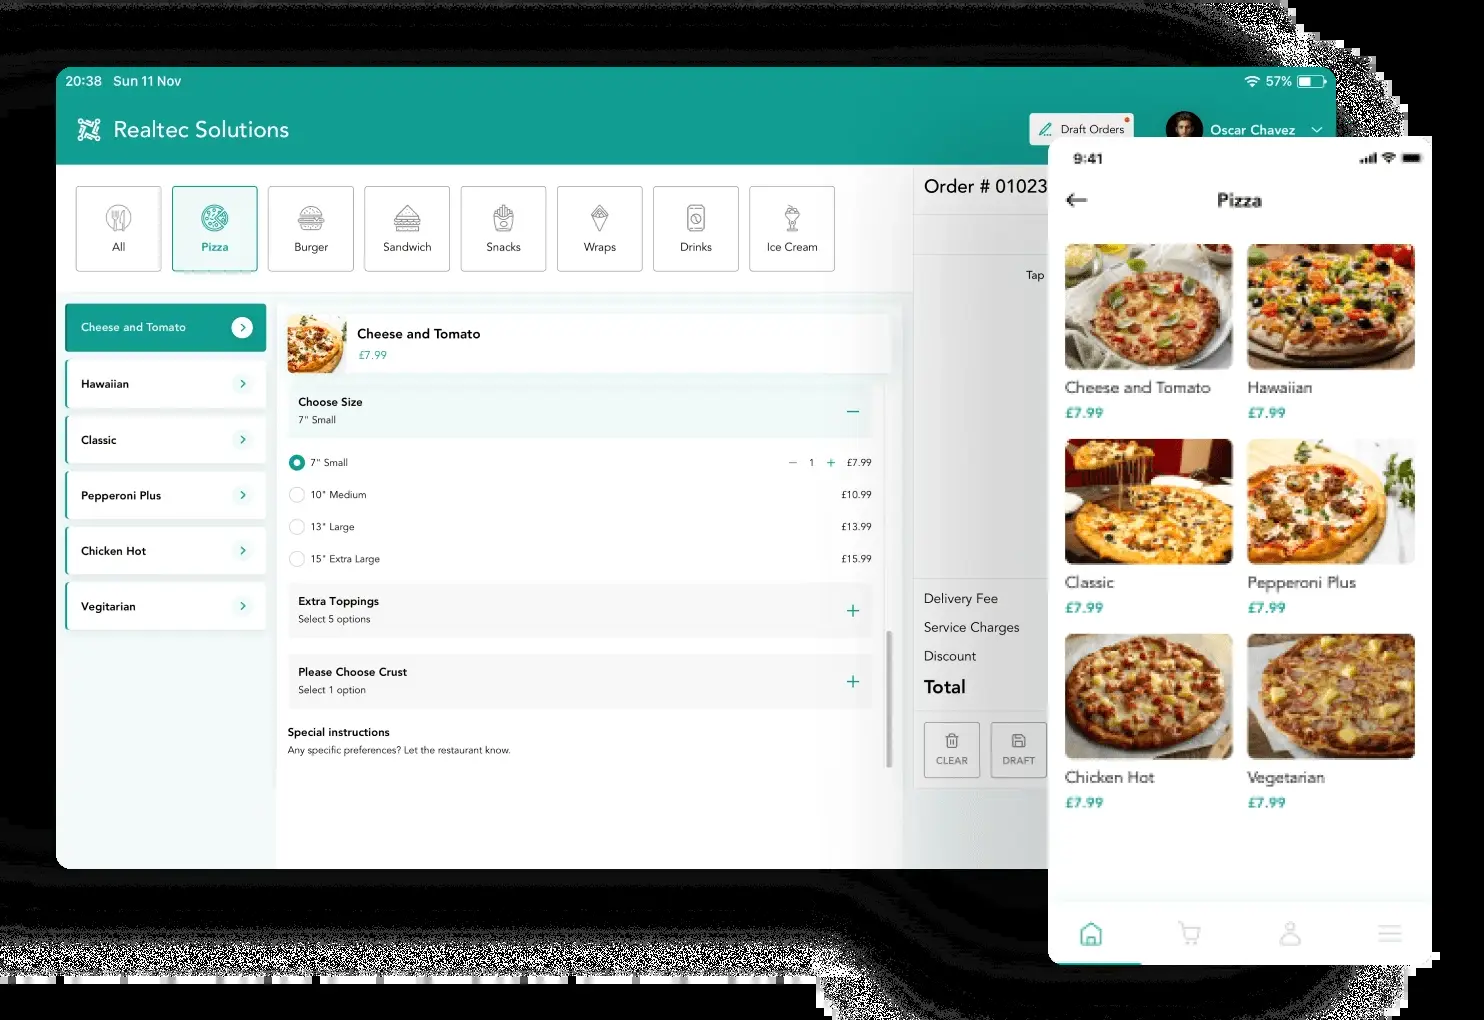 20:38 Sun 11 Nov
57%
Realtec Solutions
Draft Orders
Oscar Chavez
All
Pizza
Burger
Sandwich
Snacks
Wraps
Drinks
Ice Cream
Cheese and Tomato
Hawaiian
Classic
Pepperoni Plus
Chicken Hot
Vegitarian
Cheese and Tomato
£7.99
Choose Size
7" Small
7" Small
1
£7.99
10" Medium
£10.99
13" Large
£13.99
15" Extra Large
£15.99
Extra Toppings
Select 5 options
Please Choose Crust
Select 1 option
Special instructions
Any specific preferences? Let the restaurant know.
Order # 01023
Tap
Delivery Fee
Service Charges
Discount
Total
CLEAR
DRAFT
9:41
Pizza
Cheese and Tomato
£7.99
Hawaiian
£7.99
Classic
£7.99
Pepperoni Plus
£7.99
Chicken Hot
£7.99
Vegetarian
£7.99